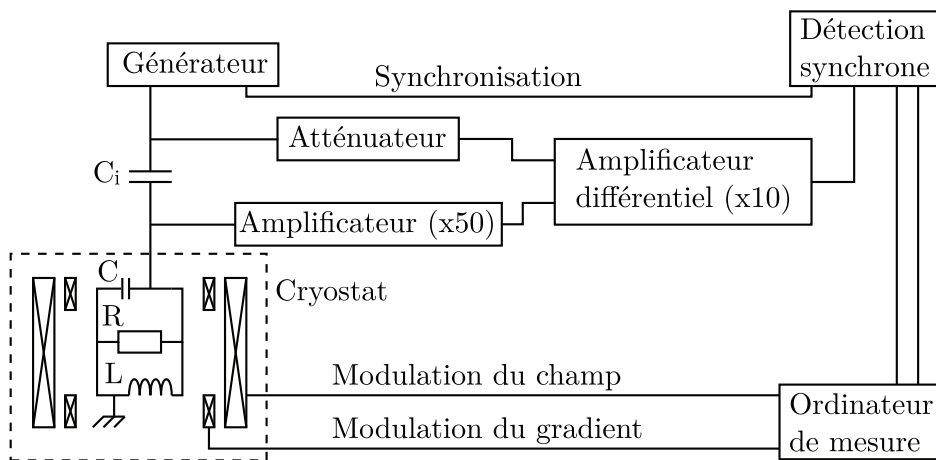 Détection
synchrone
Générateur
Synchronisation
Atténuateur
Amplificateur
différentiel (x10)
Ci
Amplificateur (x50)
C
Cryostat
R
L
Modulation du champ
Ordinateur
de mesure
Modulation du gradient